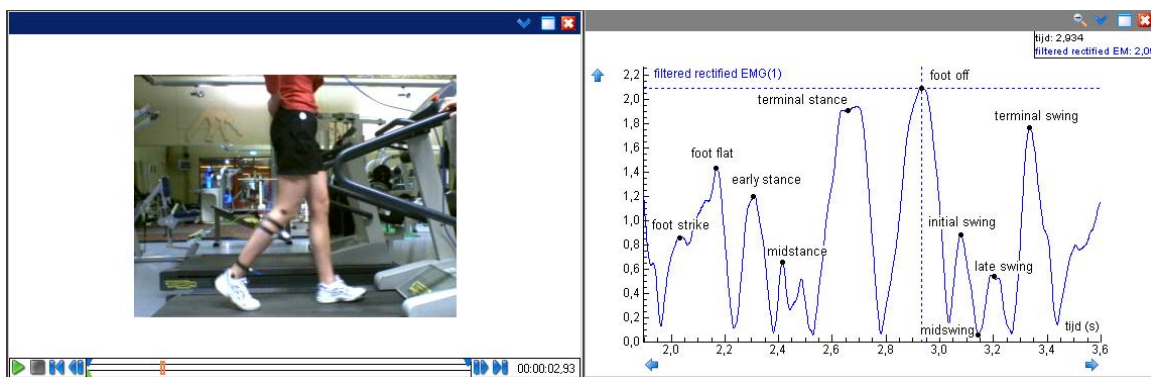 00:00:02,93
tijd: 2,934
filtered rectified EM: 2,09
filtered rectified EMG(1)
foot off
terminal stance
terminal swing
foot flat
early stance
foot strike
initial swing
midstance
late swing
midswing
tijd (s)
2,2
2,0
1,8
1,6
1,4
1,2
1,0
0,8
0,6
0,4
0,2
0,0
2,0 2,2 2,4 2,6 2,8 3,0 3,2 3,4 3,6